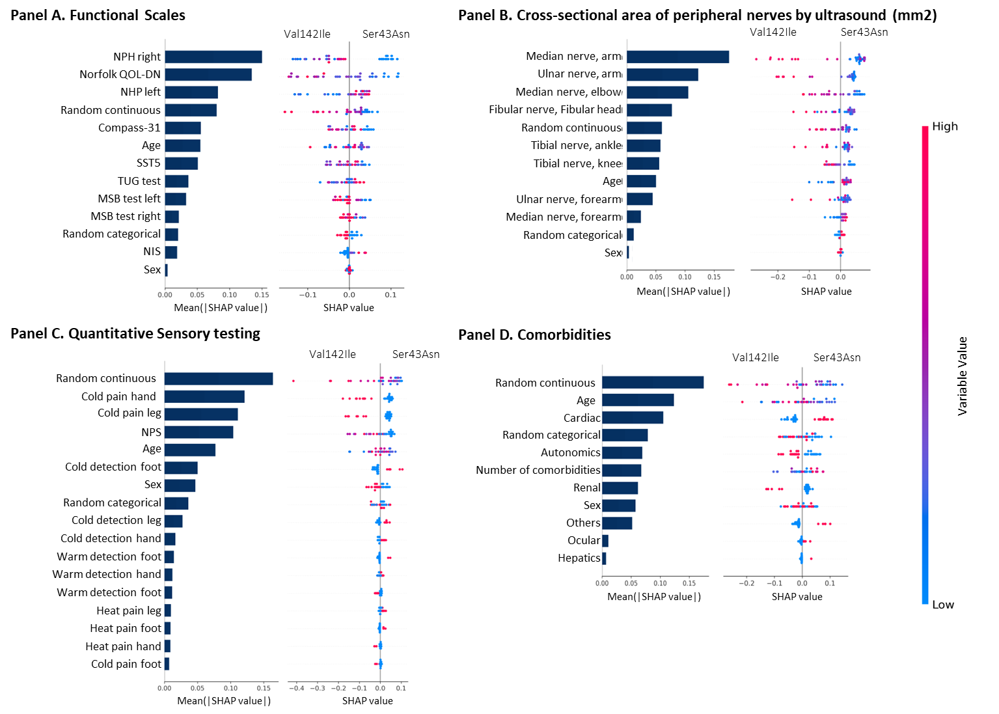 Panel A. Functional Scales
Val142Ile Ser43Asn
NPH right
Norfolk QOL-DN
NHP left
Random continuous
Compass-31
Age
SST5
TUG test
MSB test left
MSB test right
Random categorical
NIS
Sex
0.00 0.05 0.10 0.15
Mean(|SHAP value|)
−0.1 0.0 0.1
SHAP value
Panel B. Cross-sectional area of peripheral nerves by ultrasound (mm2)
Val142Ile Ser43Asn
Median nerve, arm
Ulnar nerve, arm
Median nerve, elbow
Fibular nerve, Fibular head
Random continuous
Tibial nerve, ankle
Tibial nerve, knee
Age
Ulnar nerve, forearm
Median nerve, forearm
Random categorical
Sex
0.00 0.05 0.10 0.15
Mean(|SHAP value|)
−0.2 −0.1 0.0
SHAP value
Panel C. Quantitative Sensory testing
Val142Ile Ser43Asn
Random continuous
Cold pain hand
Cold pain leg
NPS
Age
Cold detection foot
Sex
Random categorical
Cold detection leg
Cold detection hand
Warm detection foot
Warm detection hand
Warm detection foot
Heat pain leg
Heat pain foot
Heat pain hand
Cold pain foot
0.00 0.05 0.10 0.15
Mean(|SHAP value|)
−0.4 −0.3 −0.2 −0.1 0.0 0.1
SHAP value
Panel D. Comorbidities
Val142Ile Ser43Asn
Random continuous
Age
Cardiac
Random categorical
Autonomics
Number of comorbidities
Renal
Sex
Others
Ocular
Hepatics
0.00 0.05 0.10 0.15
Mean(|SHAP value|)
−0.2 −0.1 0.0 0.1
SHAP value
High
Variable Value
Low